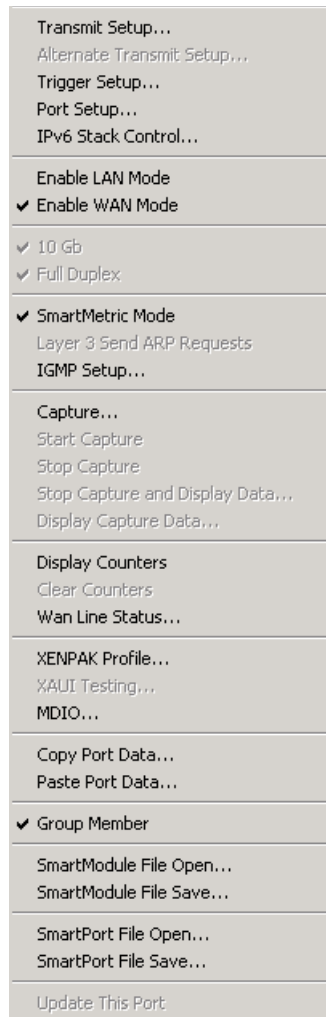 Transmit Setup...
Alternate Transmit Setup...
Trigger Setup...
Port Setup...
IPv6 Stack Control...
Enable LAN Mode
Enable WAN Mode
10 Gb
Full Duplex
SmartMetric Mode
Layer 3 Send ARP Requests
IGMP Setup...
Capture...
Start Capture
Stop Capture
Stop Capture and Display Data...
Display Capture Data...
Display Counters
Clear Counters
Wan Line Status...
XENPAK Profile...
XAUI Testing...
MDIO...
Copy Port Data...
Paste Port Data...
Group Member
SmartModule File Open...
SmartModule File Save...
SmartPort File Open...
SmartPort File Save...
Update This Port